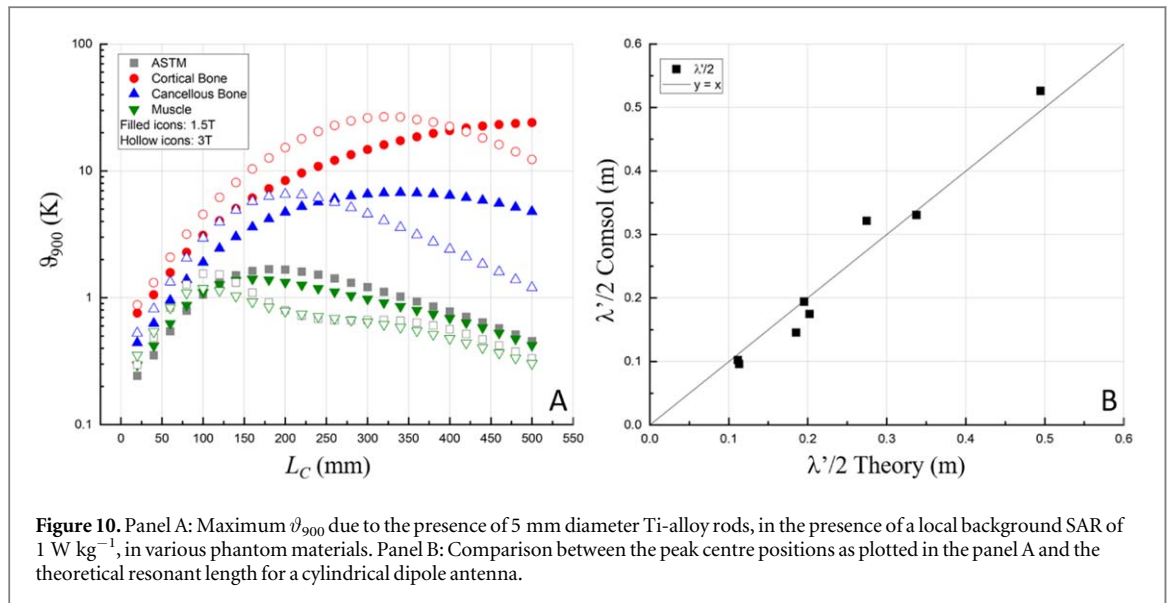 100
10
1
0.1
ϑ900 (K)
ASTM
Cortical Bone
Cancellous Bone
Muscle
Filled icons: 1.5T
Hollow icons: 3T
A
0 50 100 150 200 250 300 350 400 450 500 550
LC (mm)
0.6
0.5
0.4
0.3
0.2
0.1
0.0
λ'/2 Comsol (m)
λ'/2
y = x
B
0.0 0.1 0.2 0.3 0.4 0.5 0.6
λ'/2 Theory (m)
Figure 10. Panel A: Maximum ϑ900 due to the presence of 5 mm diameter Ti-alloy rods, in the presence of a local background SAR of
1 W kg−1, in various phantom materials. Panel B: Comparison between the peak centre positions as plotted in the panel A and the
theoretical resonant length for a cylindrical dipole antenna.